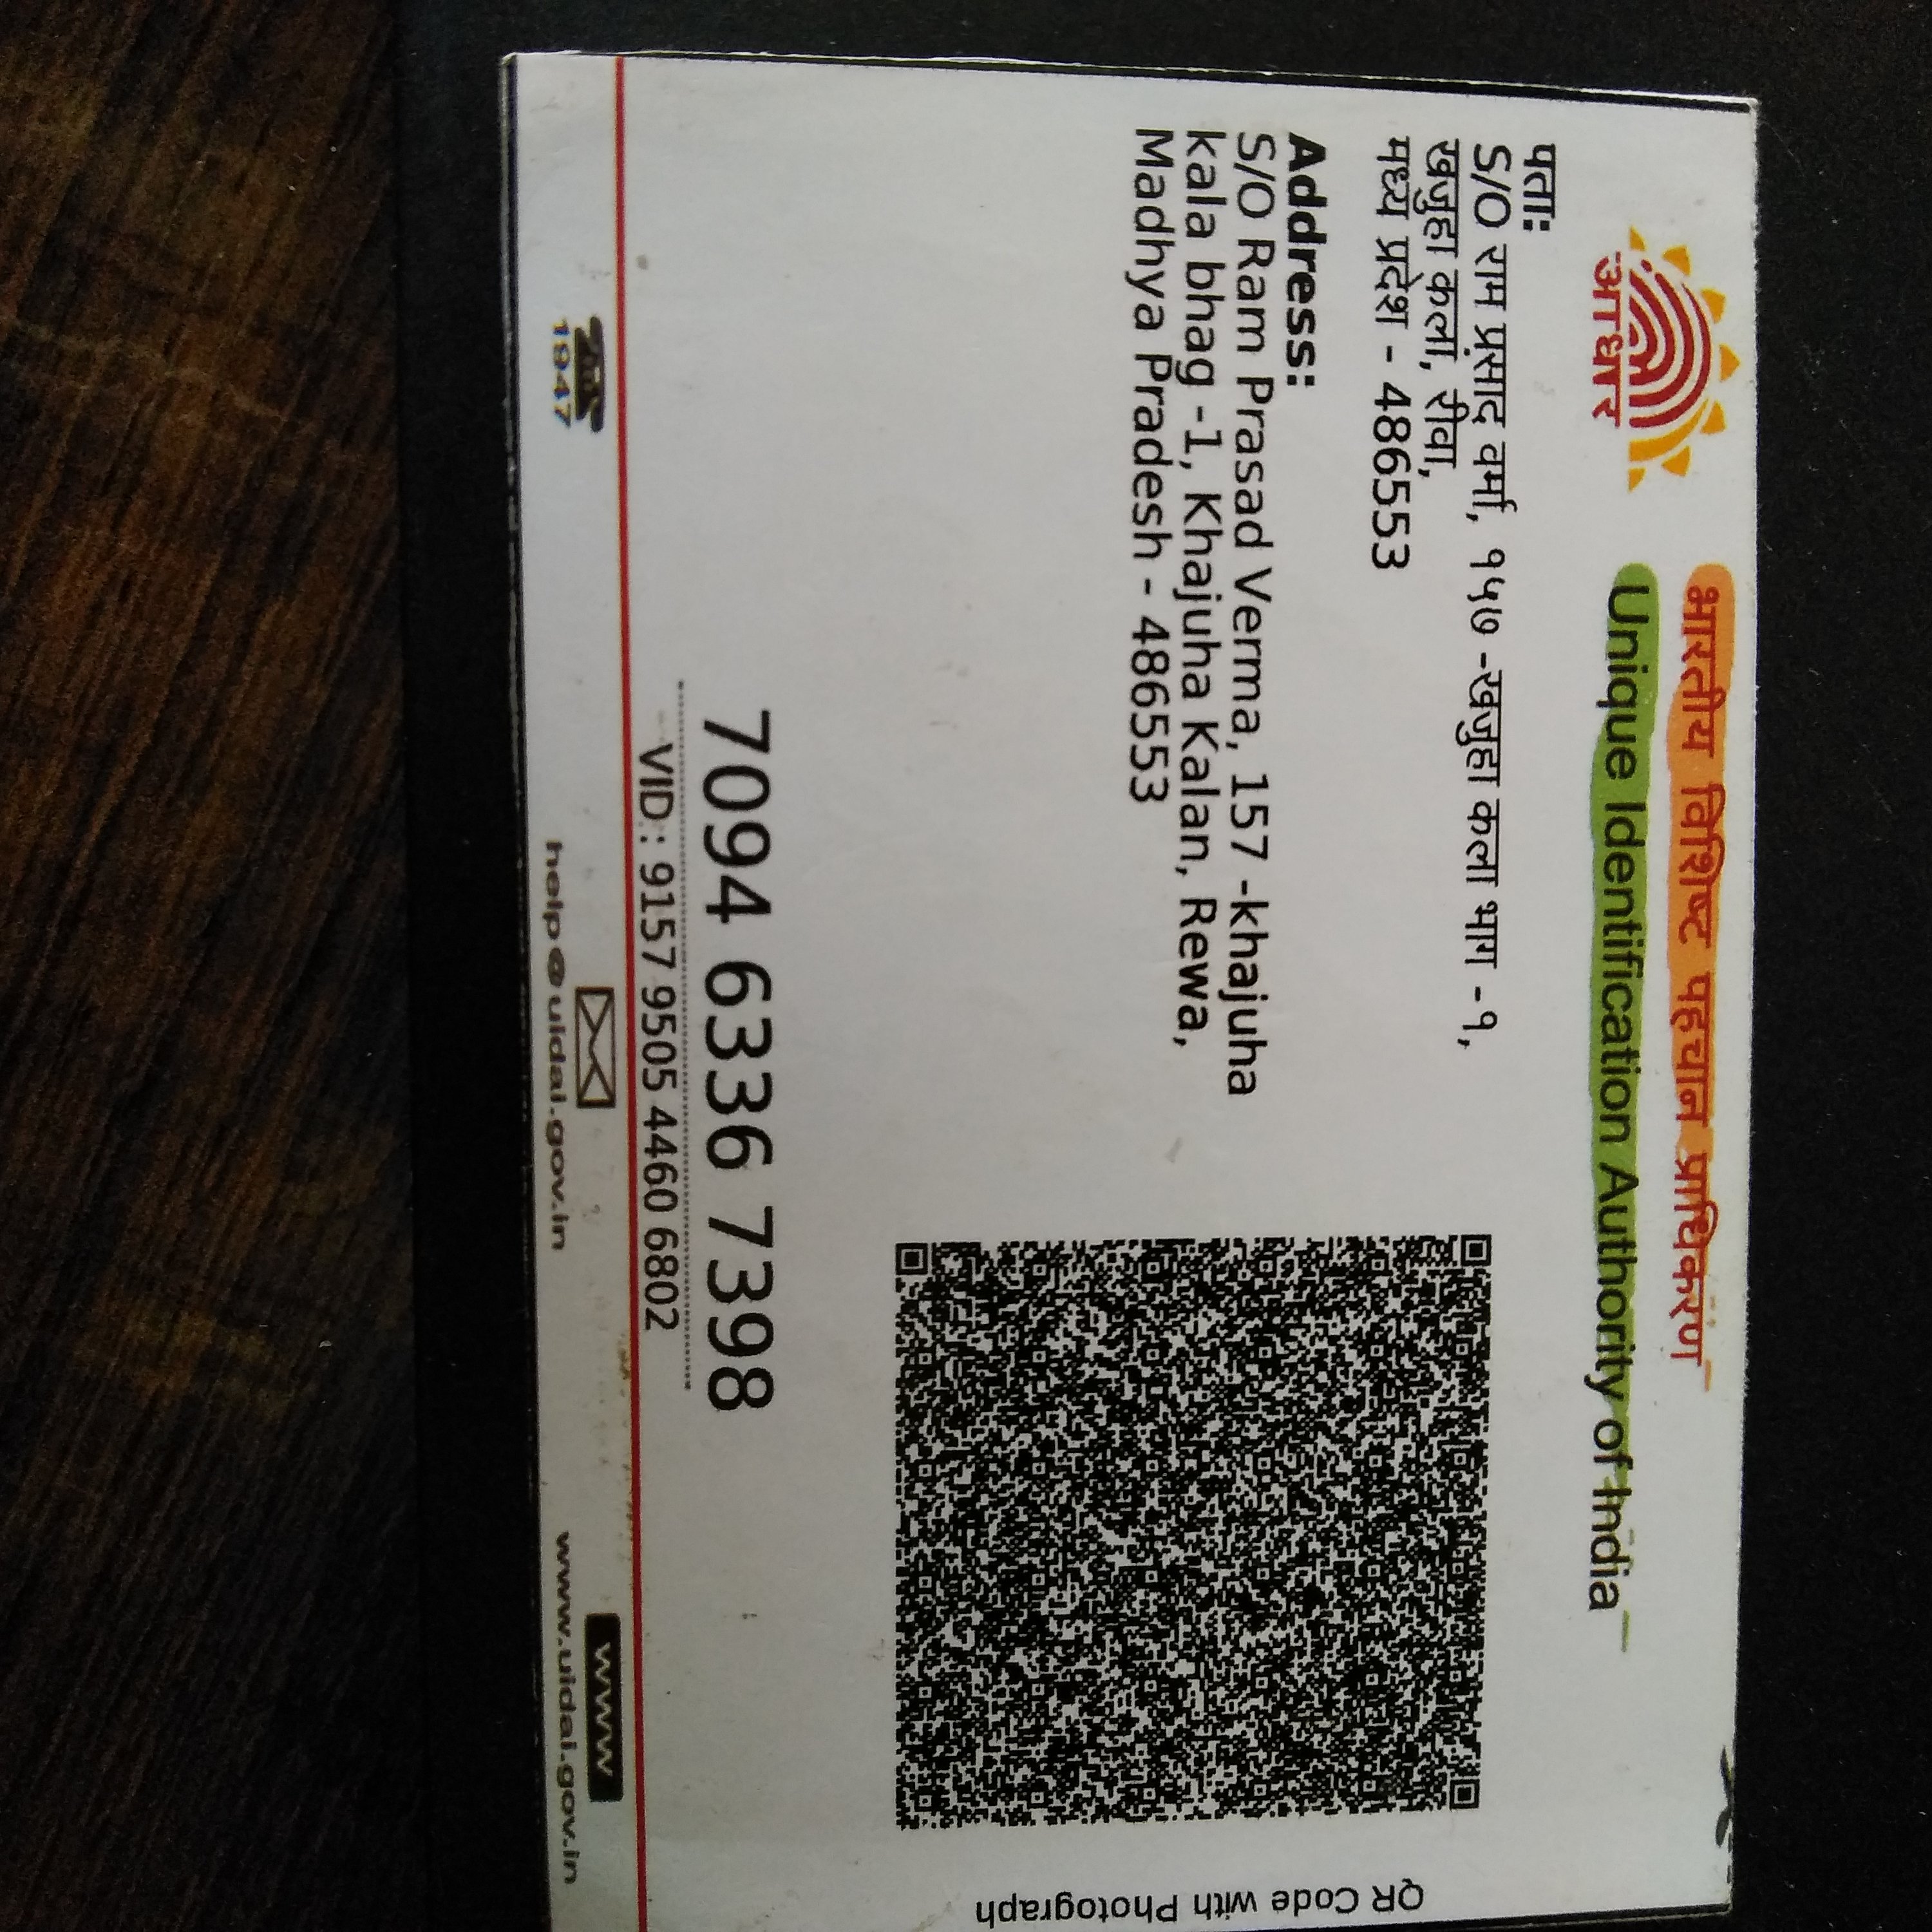 आधार
भारतीय विशिष्ट पहचान प्राधिकरण
Unique Identification Authority of India
पता:
S/O राम प्रसाद वर्मा, १५७ -खजुहा कला भाग -१,
खजुहा कलां, रीवा,
मध्य प्रदेश - 486553
Address:
S/O Ram Prasad Verma, 157 -khajuha
kala bhag -1, Khajuha Kalan, Rewa,
Madhya Pradesh - 486553
QR Code with Photograph
7094 6336 7398
VID: 9157 9505 4460 6802
1947
help@uidai.gov.in
www
www.uidai.gov.in